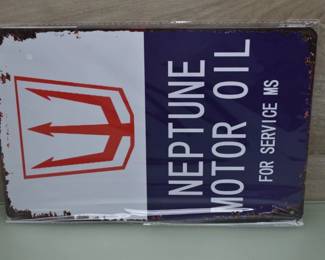 NEPTUNE
MOTOR OIL
FOR SERVICE MS